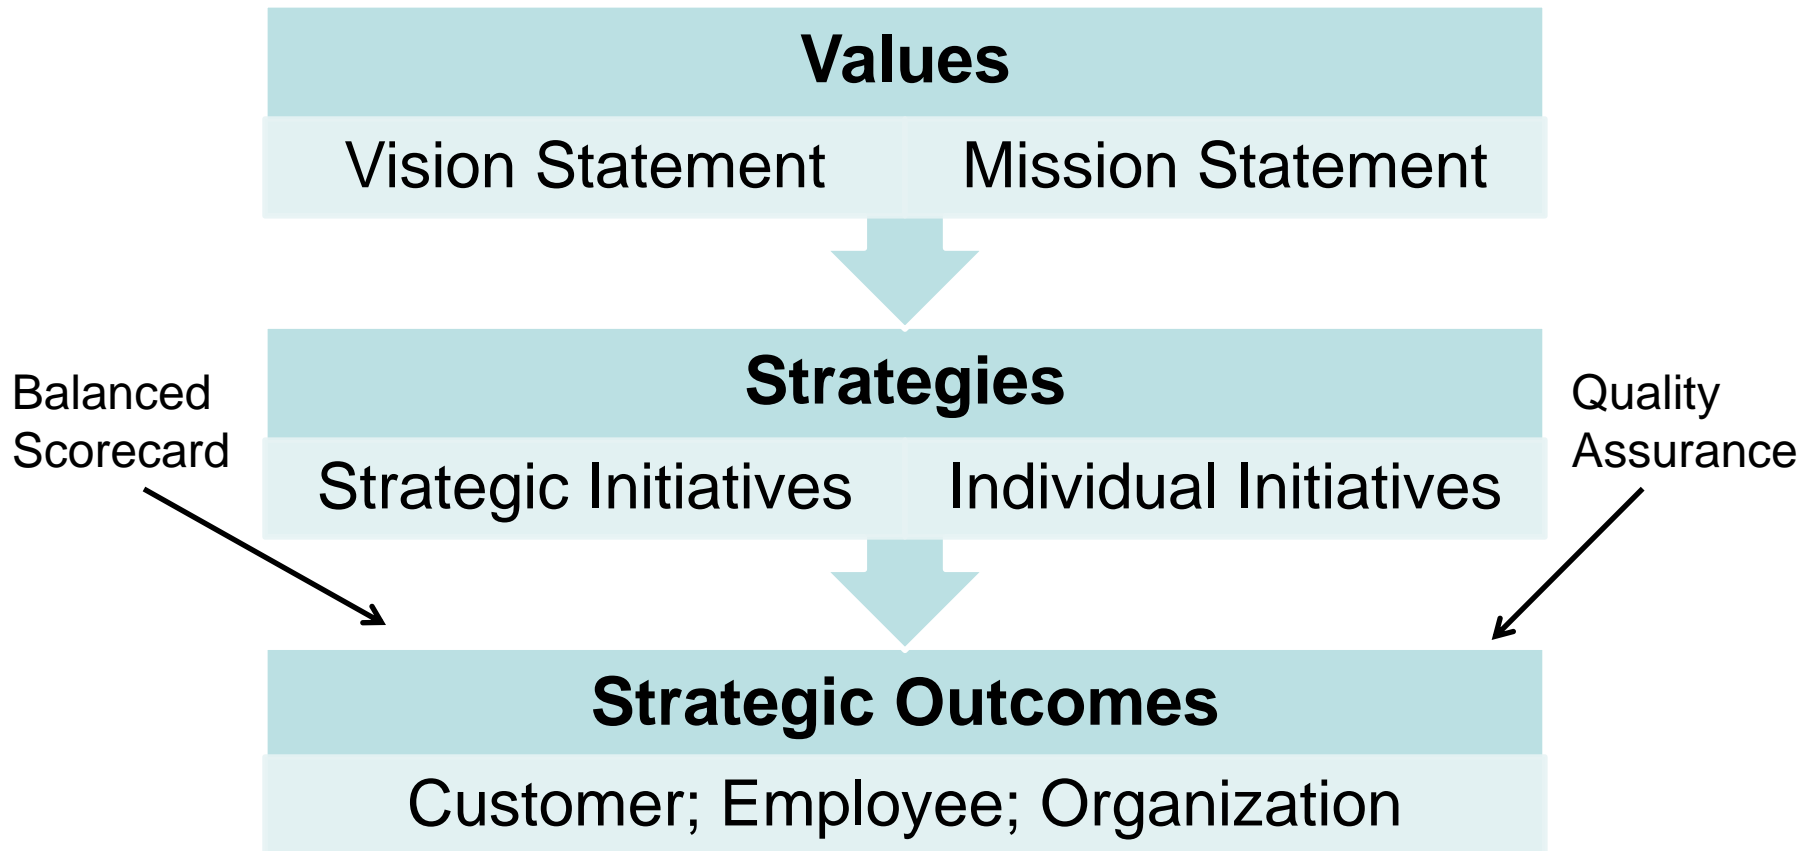 Values
Vision Statement
Mission Statement
Strategies
Balanced
Scorecard
Quality
Assurance
Strategic Initiatives
Individual Initiatives
Strategic Outcomes
Customer; Employee; Organization